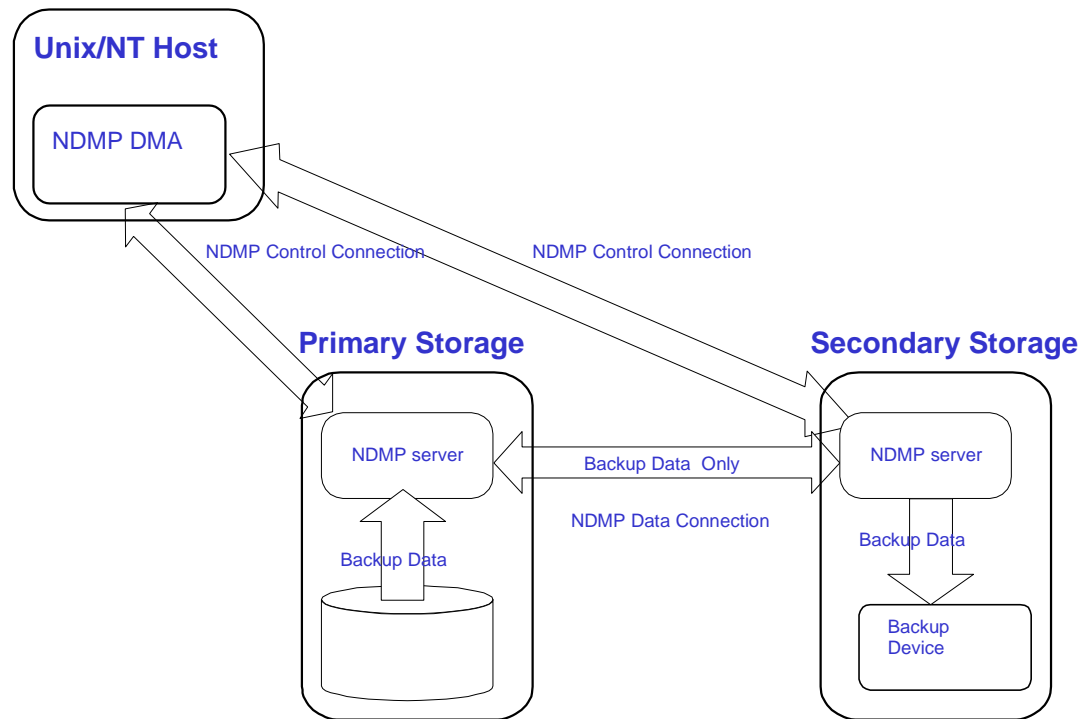 Unix/NT Host
NDMP DMA
NDMP Control Connection
NDMP Control Connection
Primary Storage
Secondary Storage
NDMP server
Backup Data Only
NDMP server
NDMP Data Connection
Backup Data
Backup Data
Backup
Device